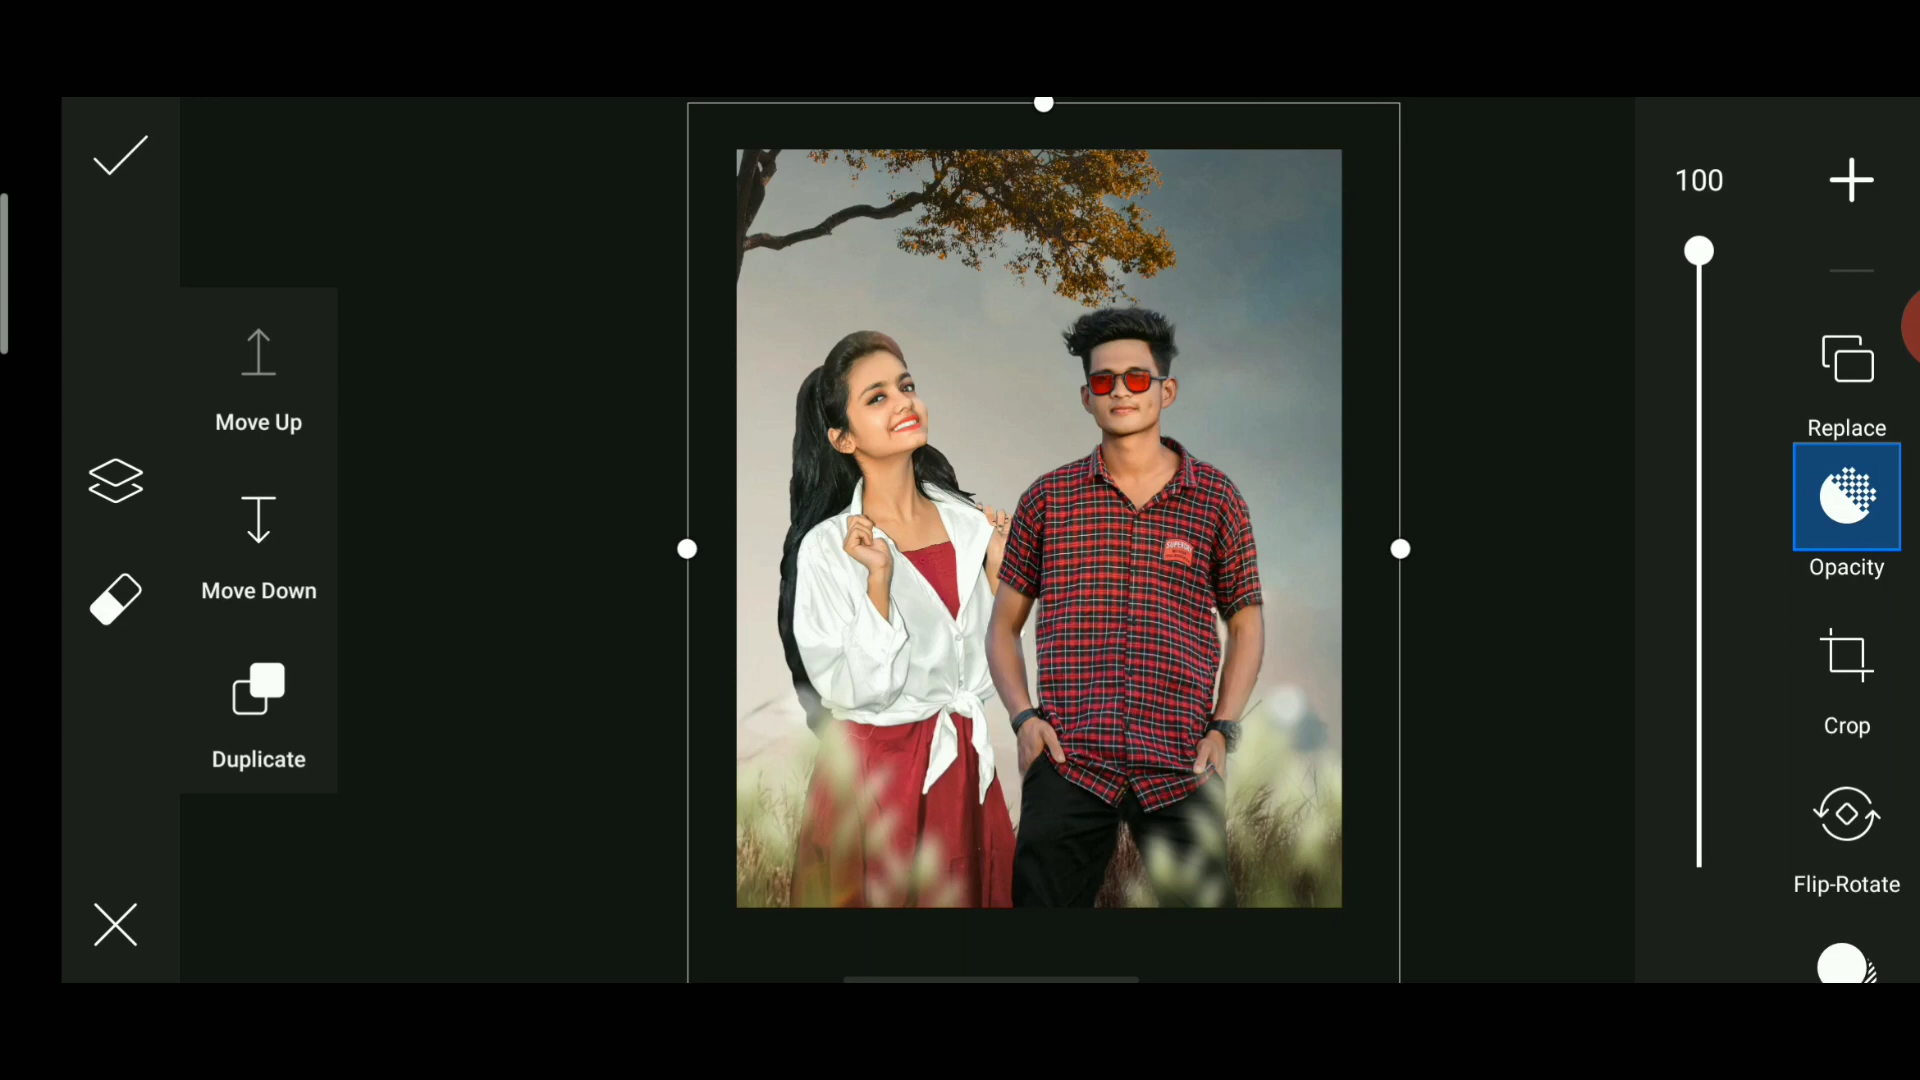 Move Up
Move Down
Duplicate
100
Replace
Opacity
Crop
Flip-Rotate